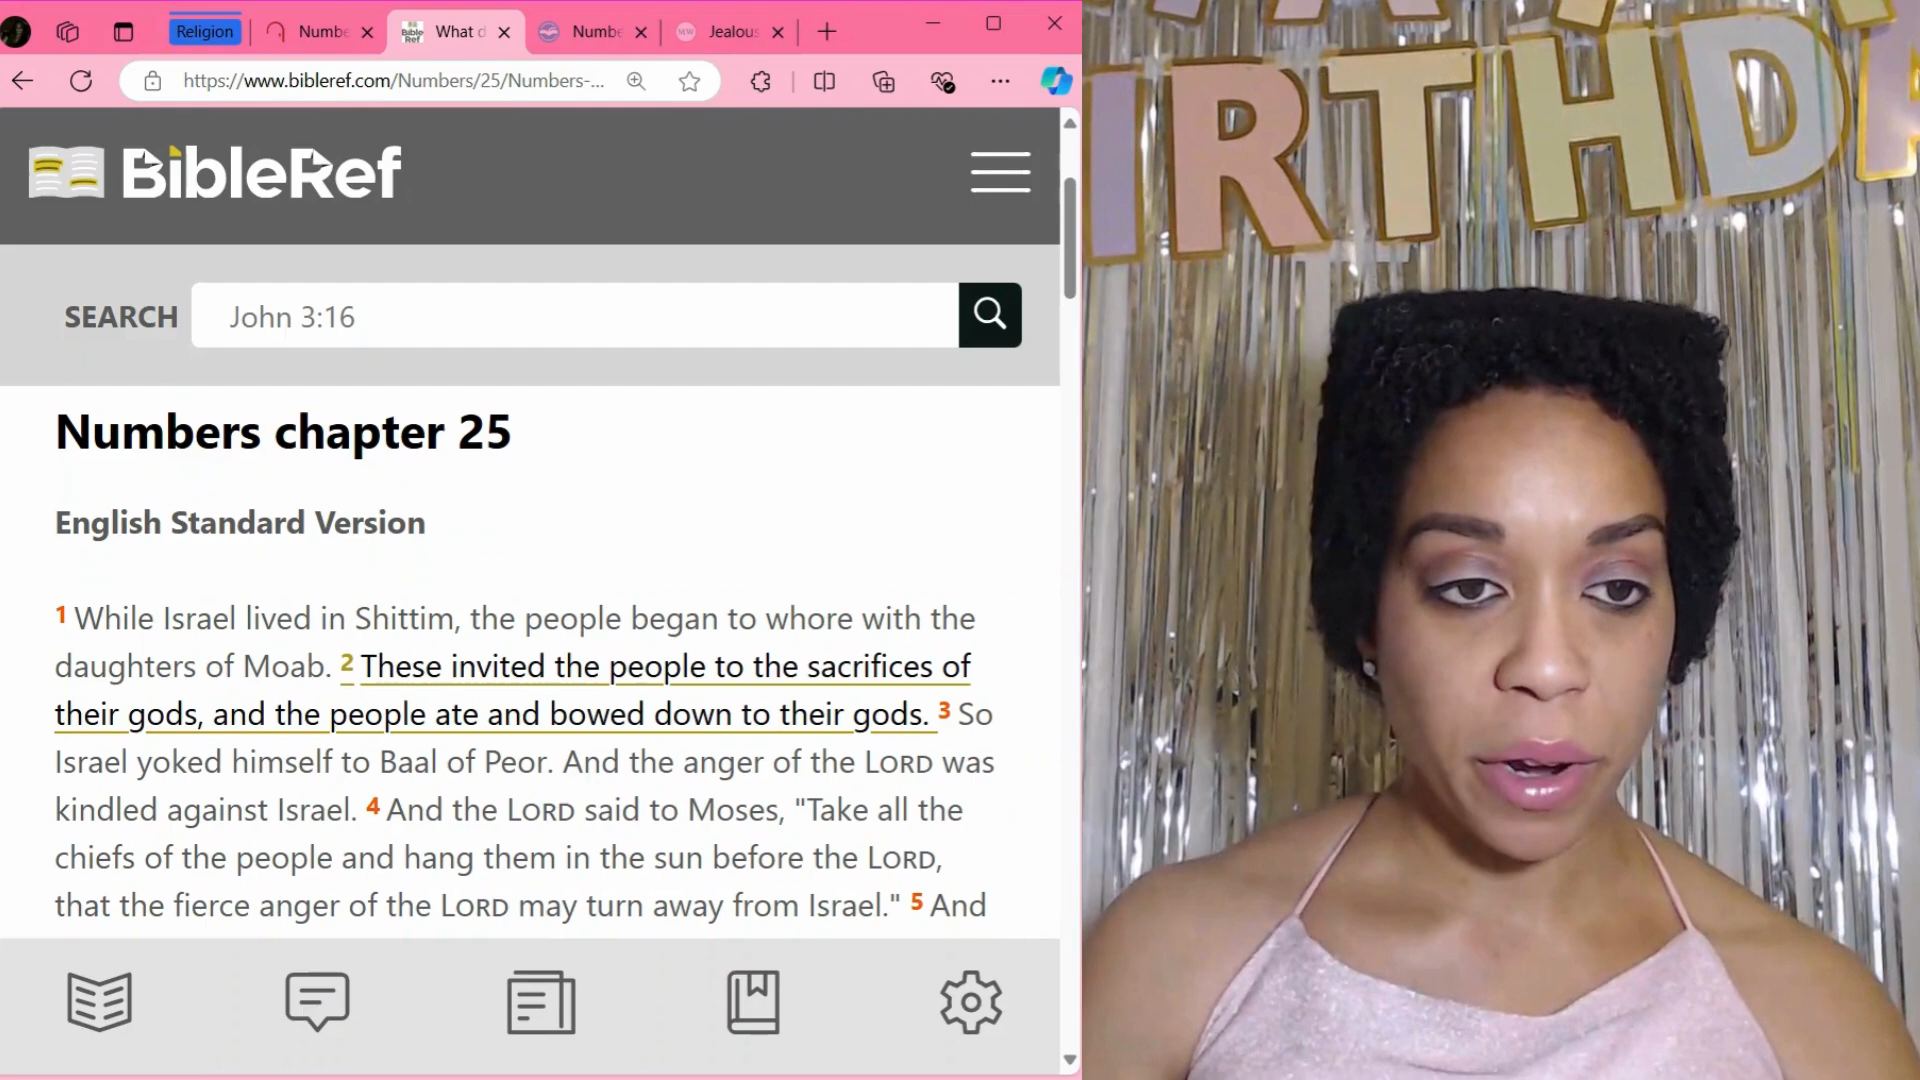 Religion
Numbe
What d
Numbe
Jealous
https://www.bibleref.com/Numbers/25/Numbers-...
BibleRef
SEARCH
John 3:16
Numbers chapter 25
English Standard Version
1 While Israel lived in Shittim, the people began to whore with the
daughters of Moab. 2 These invited the people to the sacrifices of
their gods, and the people ate and bowed down to their gods. 3 So
Israel yoked himself to Baal of Peor. And the anger of the LORD was
kindled against Israel. 4 And the LORD said to Moses, "Take all the
chiefs of the people and hang them in the sun before the LORD,
that the fierce anger of the LORD may turn away from Israel." 5 And
IRTHD